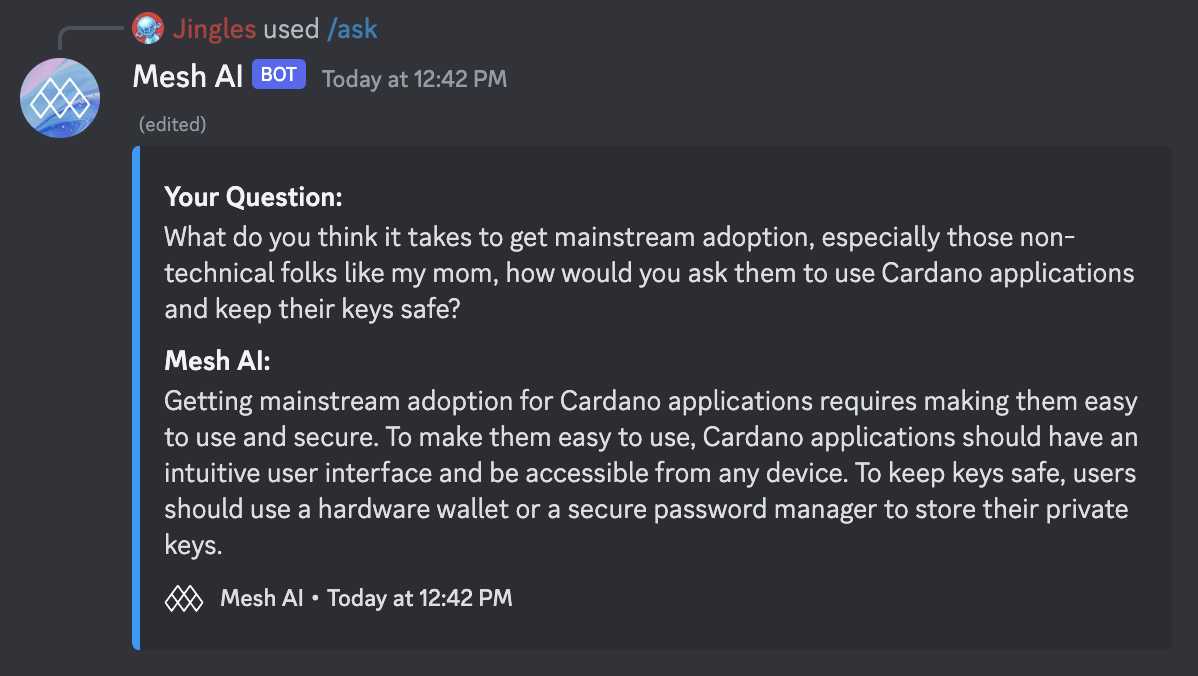 Jingles used /ask
Mesh AI BOT Today at 12:42 PM
(edited)
Your Question:
What do you think it takes to get mainstream adoption, especially those non-
technical folks like my mom, how would you ask them to use Cardano applications
and keep their keys safe?
Mesh AI:
Getting mainstream adoption for Cardano applications requires making them easy
to use and secure. To make them easy to use, Cardano applications should have an
intuitive user interface and be accessible from any device. To keep keys safe, users
should use a hardware wallet or a secure password manager to store their private
keys.
Mesh AI • Today at 12:42 PM